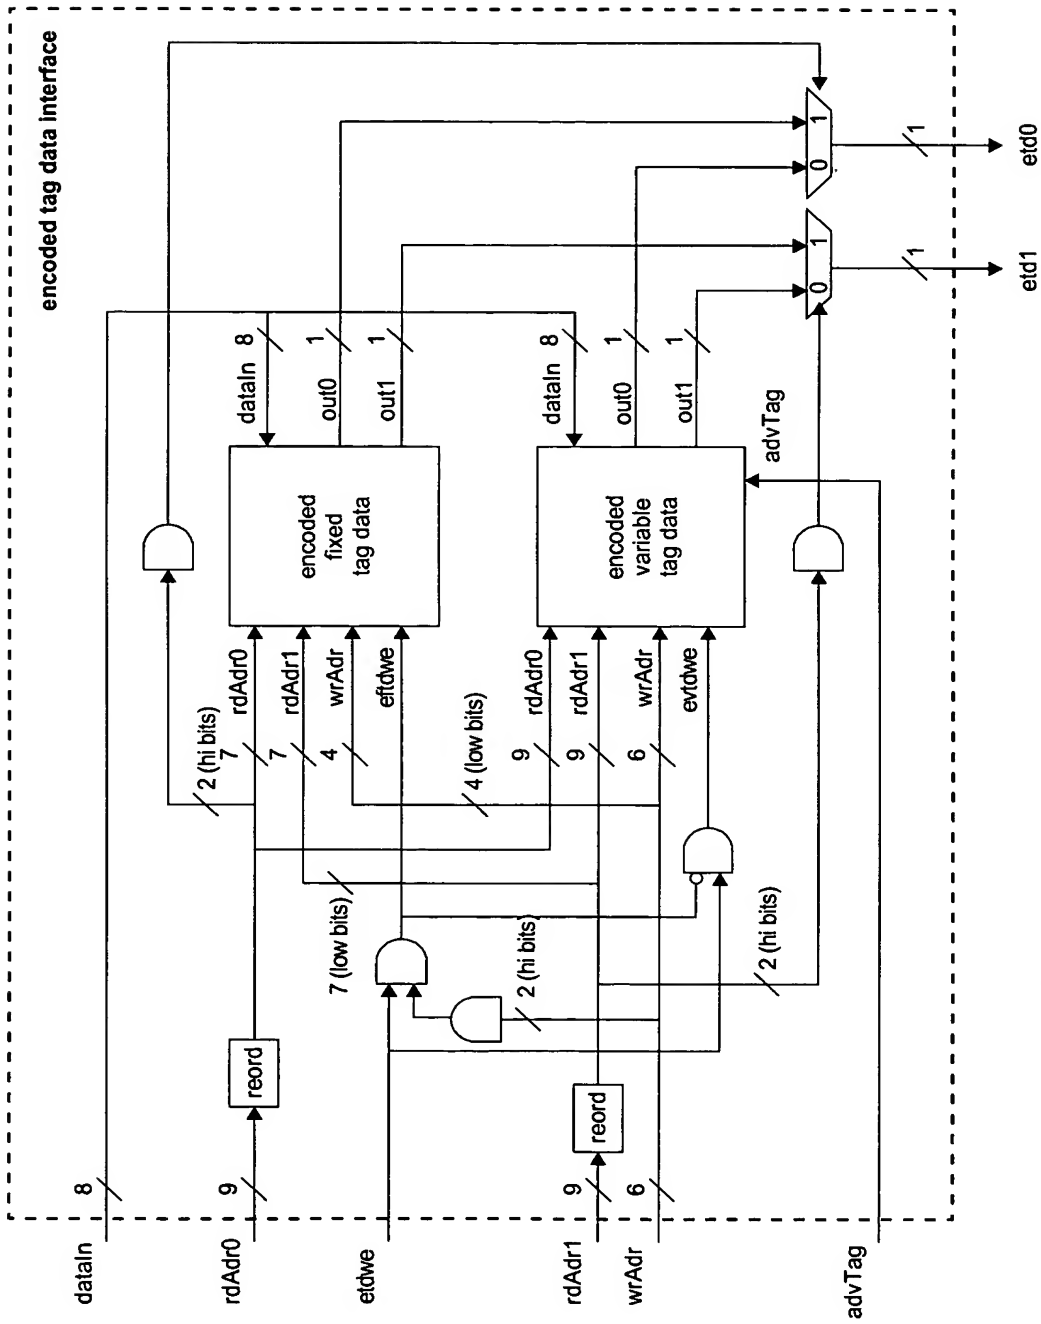 encoded tag data interface
dataIn
8
rdAdr0
9
reord
etdwe
rdAdr1
9
reord
wrAdr
6
advTag
2 (hi bits)
7
rdAdr0
7
rdAdr1
4
wrAdr
eftdwe
7 (low bits)
2 (hi bits)
4 (low bits)
9
rdAdr0
9
rdAdr1
6
wrAdr
evtdwe
2 (hi bits)
encoded
fixed
tag data
dataIn
8
out0
1
out1
1
encoded
variable
tag data
dataIn
8
out0
1
out1
1
advTag
0
1
0
1
1
etd0
1
etd1